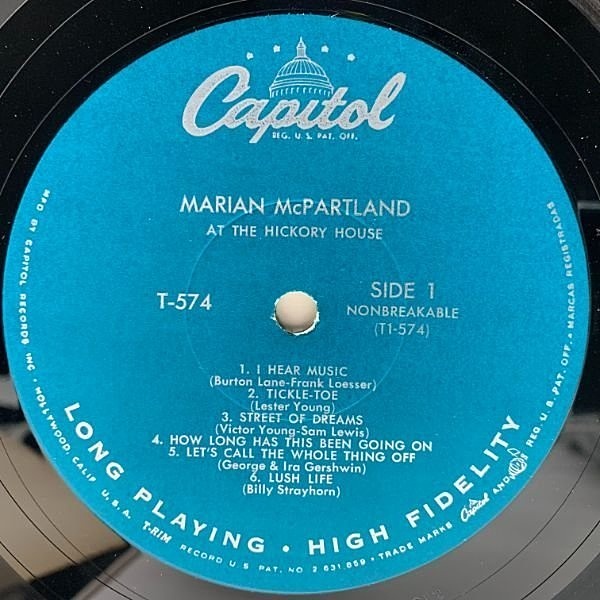 Capitol
REG. U.S. PAT. OFF.
MARIAN McPARTLAND
AT THE HICKORY HOUSE
T-574
SIDE 1
NONBREAKABLE
(T1-574)
1. I HEAR MUSIC
(Burton Lane-Frank Loesser)
2. TICKLE-TOE
(Lester Young)
3. STREET OF DREAMS
(Victor Young-Sam Lewis)
4. HOW LONG HAS THIS BEEN GOING ON
5. LET'S CALL THE WHOLE THING OFF
(George & Ira Gershwin)
6. LUSH LIFE
(Billy Strayhorn)
LONG PLAYING • HIGH FIDELITY
MFD. BY CAPITOL RECORDS INC. • HOLLYWOOD, CALIF. U.S.A. T-RIM RECORD U.S. PAT. NO. 2,631,859 • TRADE MARKS Capitol AND REG. U.S. PAT. OFF. • MARCAS REGISTRADAS